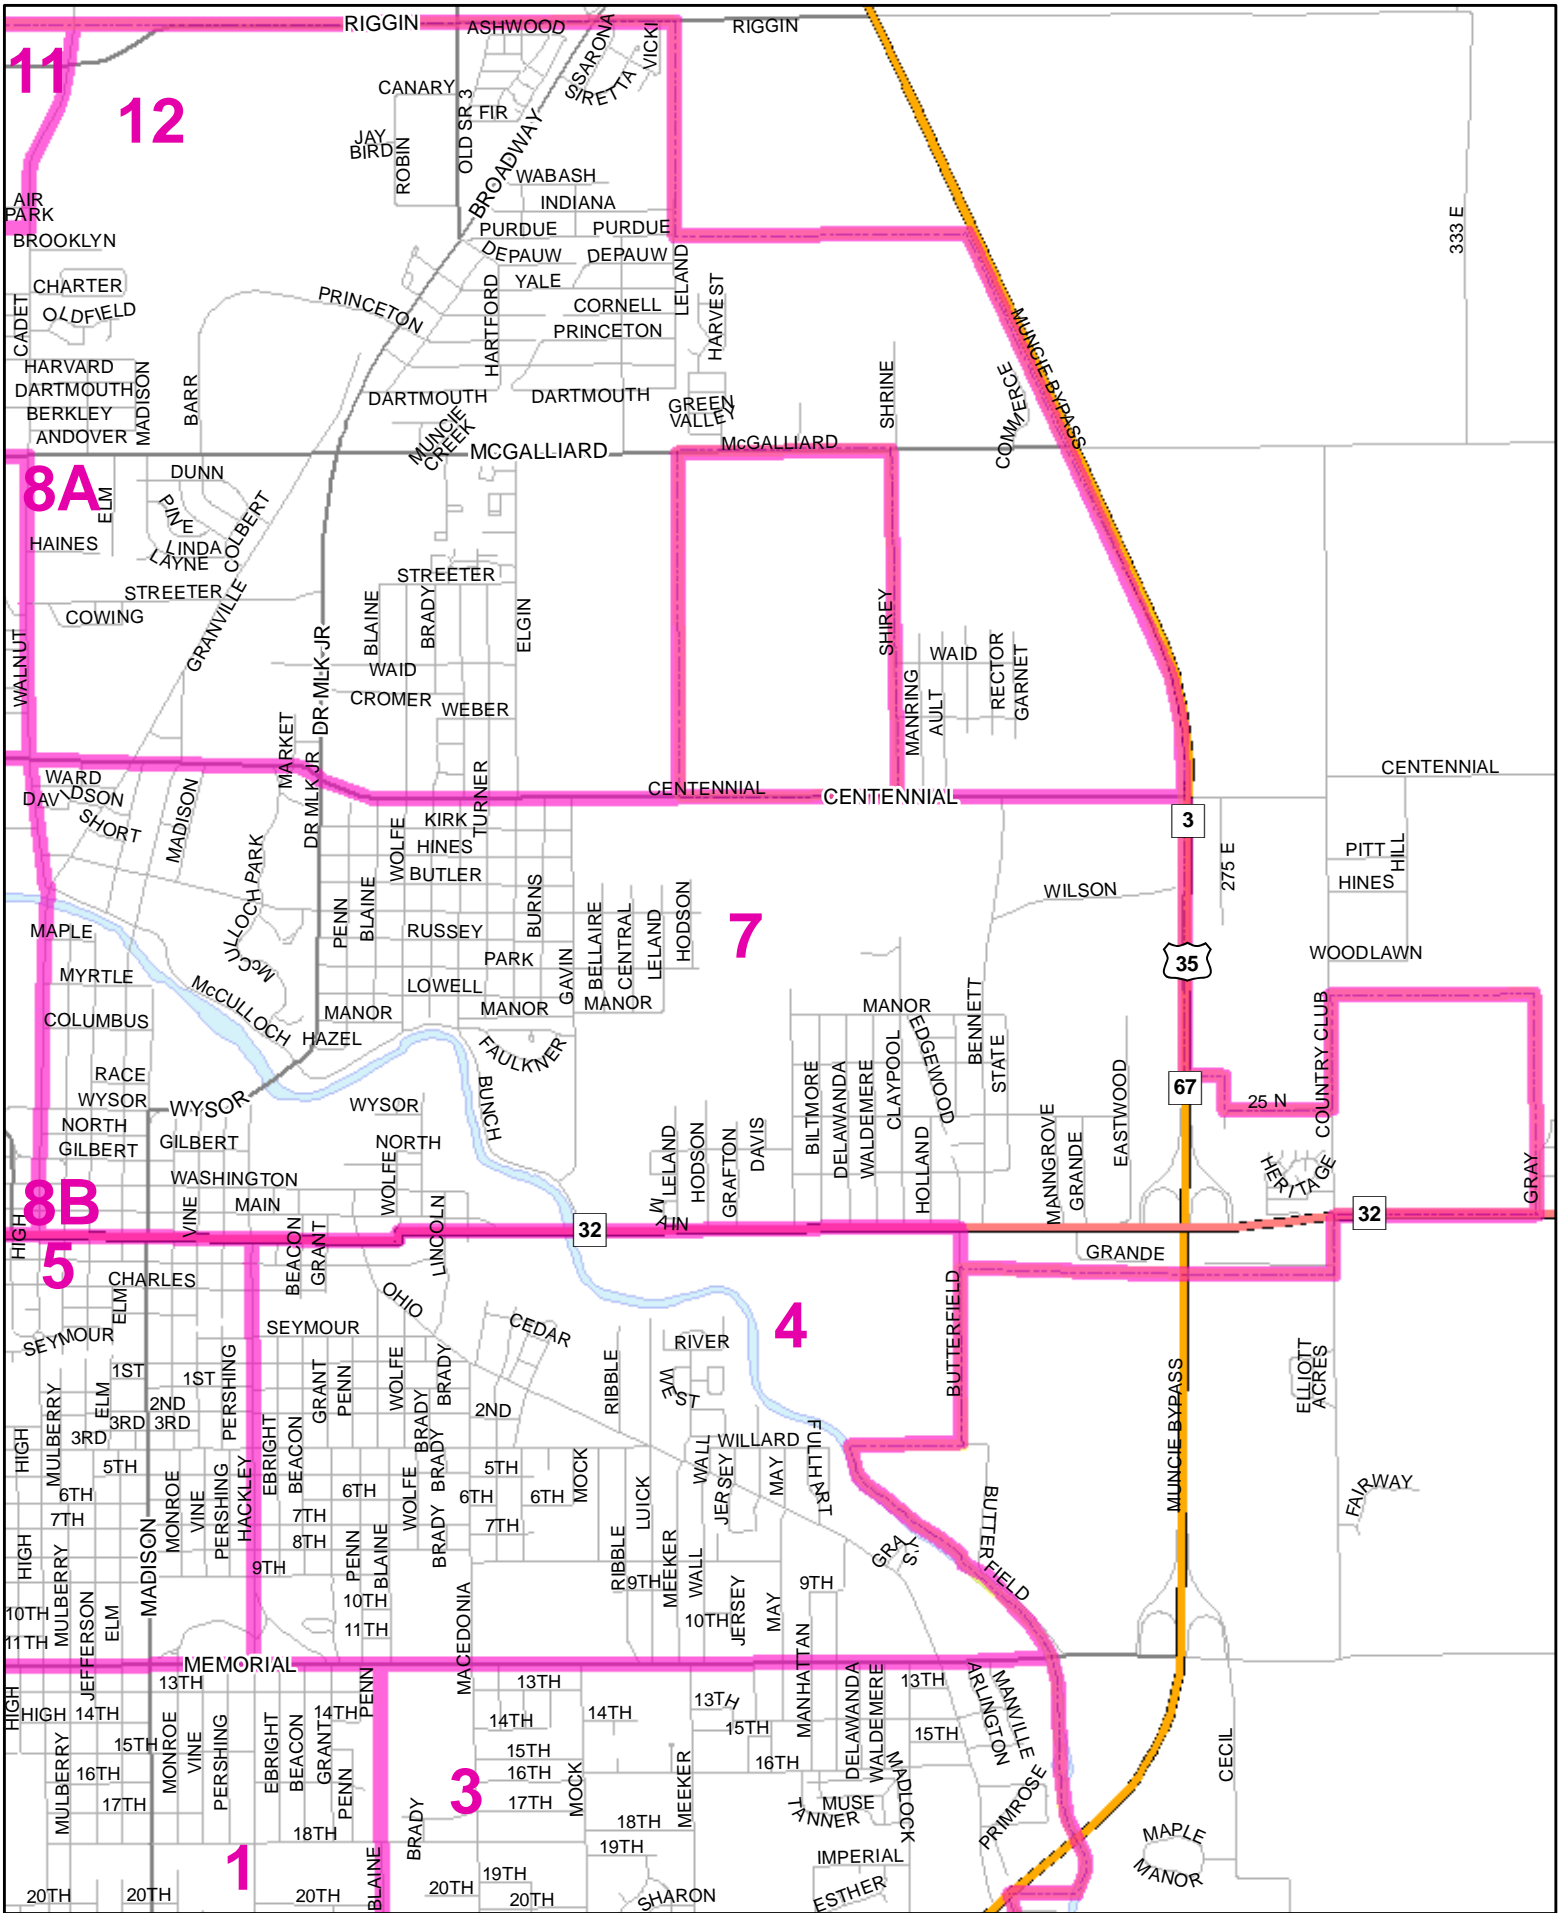 RIGGIN
ASHWOOD
SARONA
VICKI
RIGGIN
11
12
CANARY
OLD SR 3
SIRETTA
FIR
JAY
BIRD
ROBIN
BROADWAY
WABASH
INDIANA
AIR
PARK
BROOKLYN
PURDUE
PURDUE
333 E
DEPAUW
DEPAUW
YALE
LELAND
CHARTER
OLDFIELD
PRINCETON
HARTFORD
CORNELL
PRINCETON
HARVEST
CADET
MUNCIE BYPASS
HARVARD
DARTMOUTH
MADISON
BARR
DARTMOUTH
DARTMOUTH
SHRINE
COMMERCE
BERKLEY
ANDOVER
MUNCIE
CREEK
GREEN
VALLEY
MCGALLIARD
McGALLIARD
8A
DUNN
ELM
PINE
COLBERT
HAINES
LINDA
LAYNE
STREETER
STREETER
COWING
GRANVILLE
BLAINE
BRADY
ELGIN
SHIREY
WALNUT
DR MLK JR
WAID
WAID
RECTOR
GARNET
CROMER
WEBER
MANRING
AULT
MARKET
WARD
DAVIDSON
SHORT
MADISON
DR MLK JR
TURNER
CENTENNIAL
CENTENNIAL
CENTENNIAL
KIRK
3
WOLFE
HINES
McCULLOCH PARK
BUTLER
275 E
PITT
HILL
HINES
WILSON
PENN
BLAINE
BURNS
BELLAIRE
CENTRAL
LELAND
HODSON
7
MAPLE
RUSSEY
PARK
GAVIN
35
WOODLAWN
MYRTLE
McCULLOCH
LOWELL
MANOR
MANOR
MANOR
MANOR
BENNETT
COLUMBUS
HAZEL
FAULKNER
EDGEWOOD
STATE
COUNTRY CLUB
RACE
WYSOR
WYSOR
WYSOR
BUNCH
BILTMORE
DELAWANDA
WALDEMERE
CLAYPOOL
67
25 N
NORTH
GILBERT
GILBERT
NORTH
DAVIS
MANNGROVE
GRANDE
EASTWOOD
WASHINGTON
WOLFE
LELAND
HODSON
GRAFTON
HOLLAND
HERITAGE
GRAY
8B
VINE
MAIN
LINCOLN
MAIN
32
32
HIGH
5
BEACON
GRANT
GRANDE
CHARLES
ELM
OHIO
BUTTERFIELD
SEYMOUR
SEYMOUR
CEDAR
RIVER
4
1ST
1ST
PERSHING
GRANT
PENN
WOLFE
BRADY
RIBBLE
WEST
ELLIOTT
ACRES
MUNCIE BYPASS
MULBERRY
ELM
2ND
3RD
3RD
3RD
BRADY
2ND
HIGH
EBRIGHT
BEACON
BRADY
WILLARD
FULLHART
5TH
MONROE
VINE
PERSHING
HACKLEY
6TH
WOLFE
5TH
MOCK
WALL
JERSEY
MAY
6TH
7TH
7TH
8TH
6TH
6TH
7TH
BRADY
LUICK
BUTTERFIELD
FAIRWAY
HIGH
MULBERRY
MADISON
9TH
PENN
BLAINE
RIBBLE
9TH
MEEKER
WALL
9TH
GRAYS
10TH
11TH
JEFFERSON
ELM
10TH
11TH
MACEDONIA
10TH
JERSEY
MAY
MANHATTAN
MEMORIAL
13TH
PENN
13TH
13TH
DELAWANDA
WALDEMERE
13TH
ARLINGTON
MANVILLE
HIGH
HIGH
14TH
14TH
14TH
14TH
15TH
15TH
15TH
15TH
MULBERRY
MONROE
VINE
PERSHING
EBRIGHT
BEACON
GRANT
PENN
16TH
16TH
16TH
17TH
3
17TH
MOCK
MEEKER
MADLOCK
MUSE
TANNER
PRIMROSE
CECIL
18TH
BRADY
18TH
19TH
MAPLE
MANOR
1
BLAINE
19TH
IMPERIAL
ESTHER
20TH
20TH
20TH
20TH
20TH
SHARON